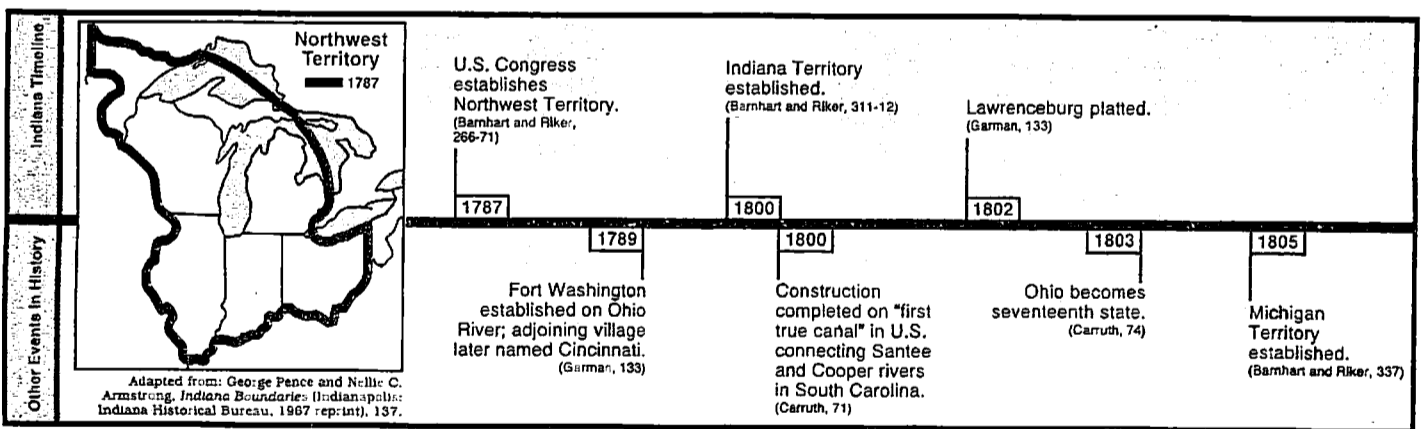 Indiana Timeline
Other Events in History
Northwest
Territory
1787
Adapted from: George Pence and Nellie C.
Armstrong, Indiana Boundaries (Indianapolis:
Indiana Historical Bureau, 1967 reprint), 137.
U.S. Congress
establishes
Northwest Territory.
(Barnhart and Riker,
266-71)
1787
1789
Fort Washington
established on Ohio
River; adjoining village
later named Cincinnati.
(Garman, 133)
Indiana Territory
established.
(Barnhart and Riker, 311-12)
1800
1800
Construction
completed on "first
true canal" in U.S.
connecting Santee
and Cooper rivers
in South Carolina.
(Carruth, 71)
Lawrenceburg platted.
(Garman, 133)
1802
1803
Ohio becomes
seventeenth state.
(Carruth, 74)
1805
Michigan
Territory
established.
(Barnhart and Riker, 337)